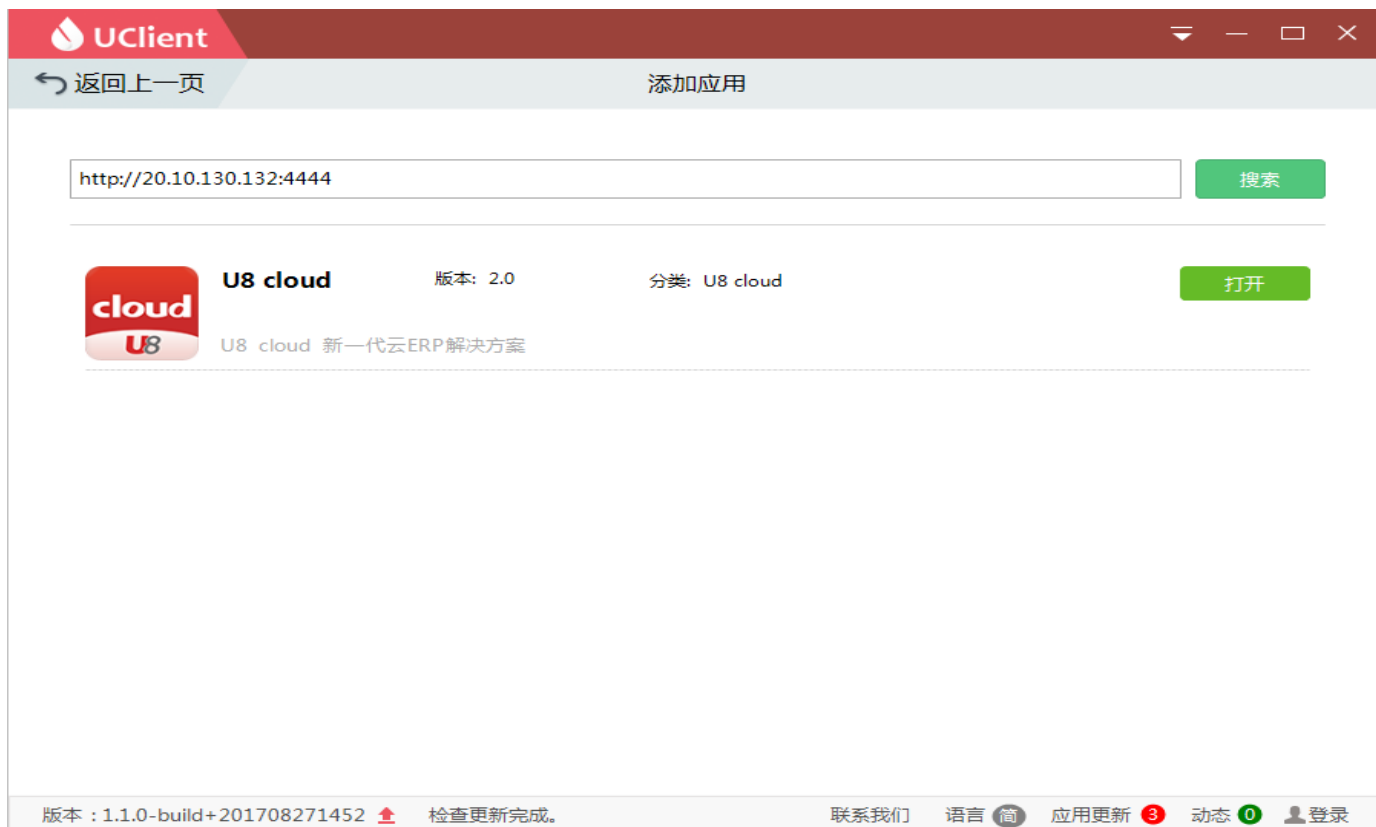 UClient
返回上一页 添加应用
http://20.10.130.132:4444 搜索
U8 cloud 版本: 2.0 分类: U8 cloud 打开
cloud
U8
U8 cloud 新一代云ERP解决方案
版本：1.1.0-build+201708271452 检查更新完成。 联系我们 语言 简 应用更新 3 动态 0 登录